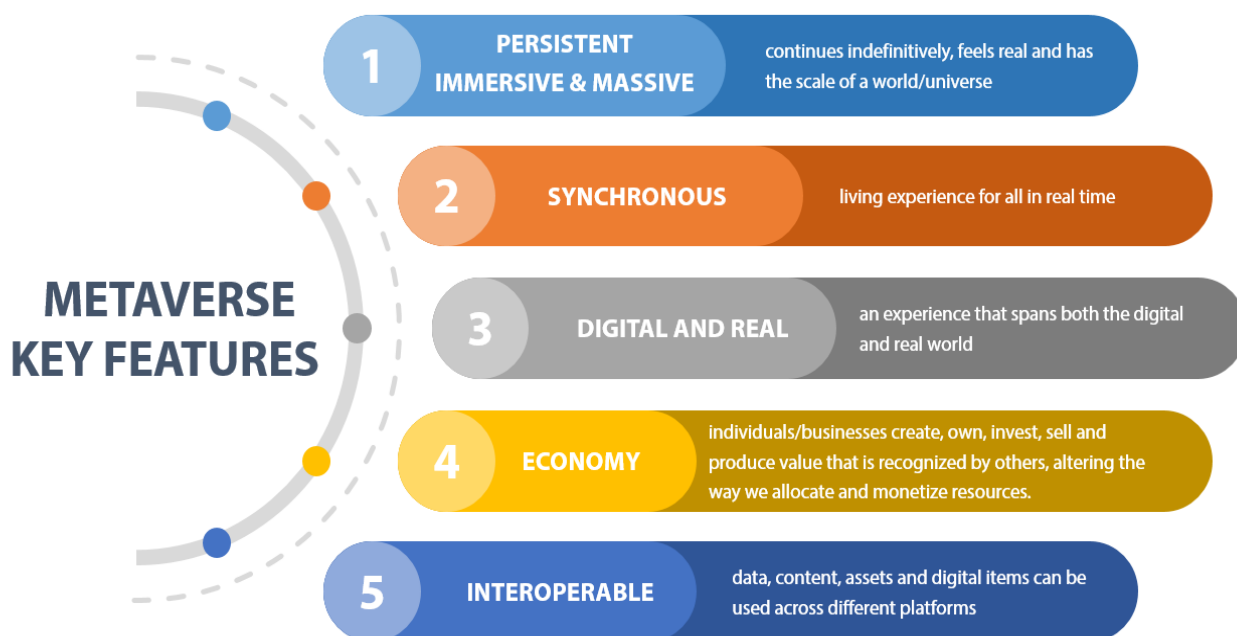 METAVERSE
KEY FEATURES
1
PERSISTENT
IMMERSIVE & MASSIVE
continues indefinitively, feels real and has
the scale of a world/universe
2
SYNCHRONOUS
living experience for all in real time
3
DIGITAL AND REAL
an experience that spans both the digital
and real world
4
ECONOMY
individuals/businesses create, own, invest, sell and
produce value that is recognized by others, altering the
way we allocate and monetize resources.
5
INTEROPERABLE
data, content, assets and digital items can be
used across different platforms